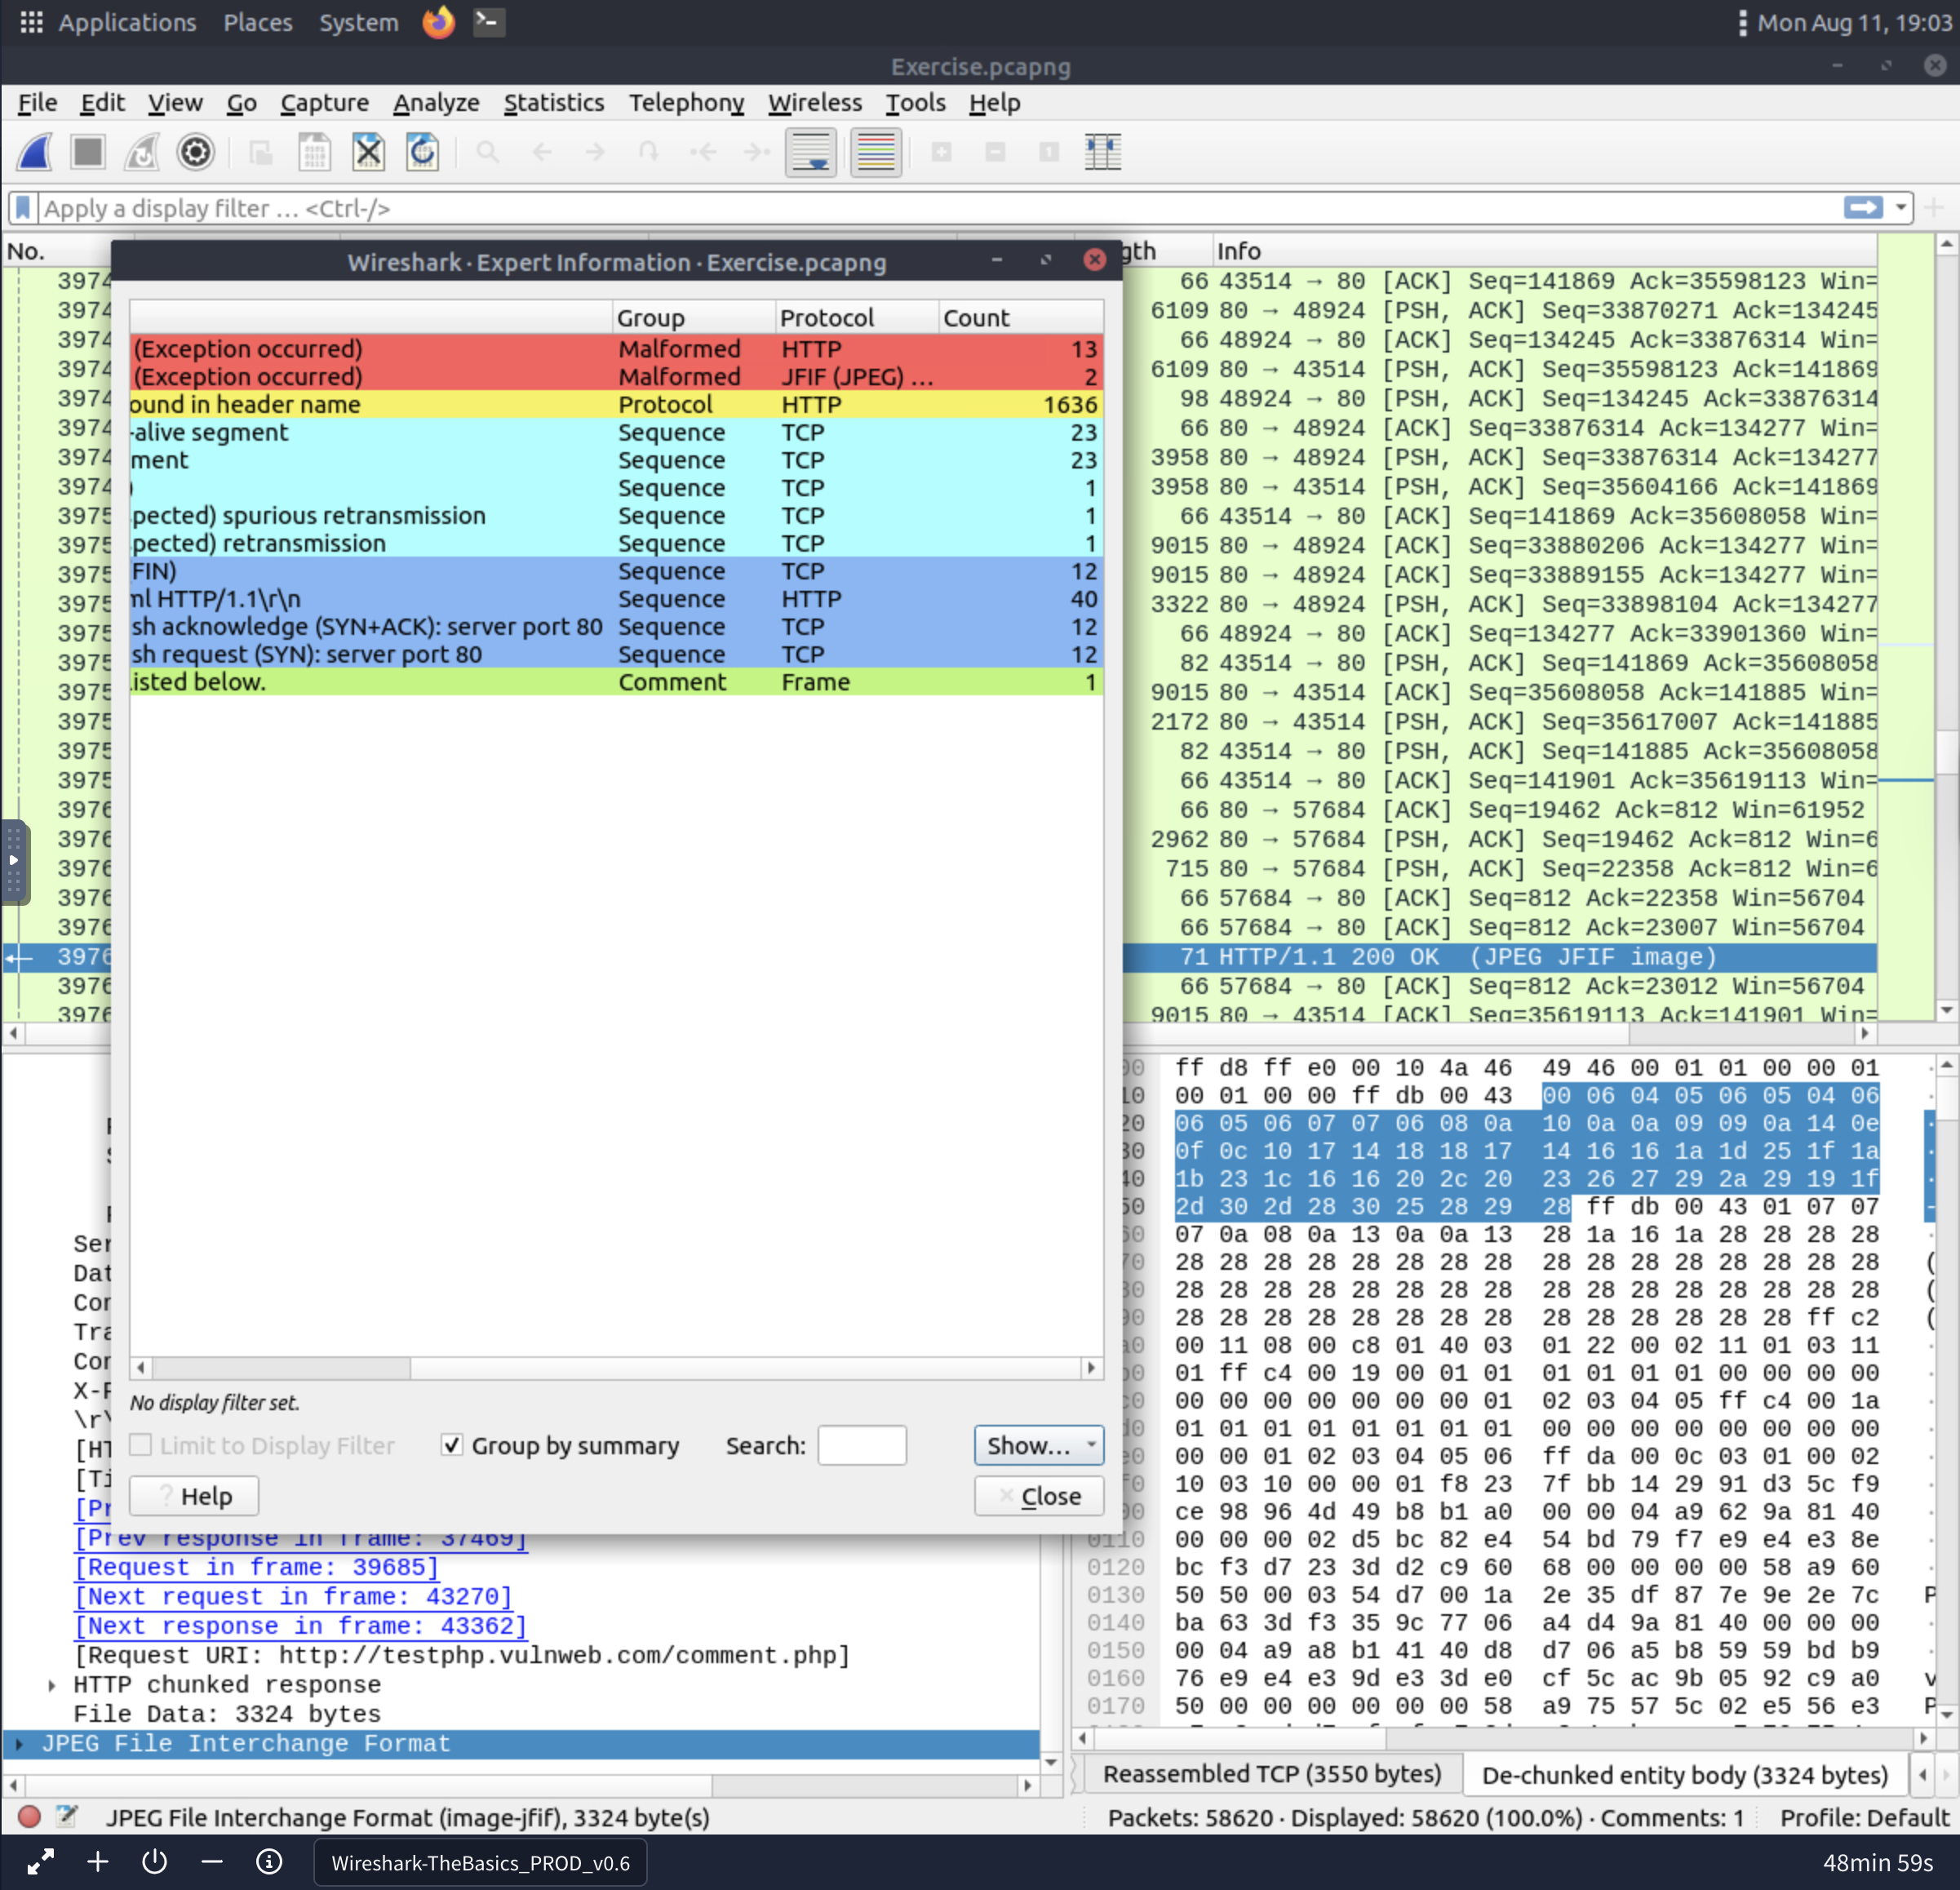 Applications Places System Mon Aug 11, 19:03
Exercise.pcapng
File Edit View Go Capture Analyze Statistics Telephony Wireless Tools Help
Apply a display filter … <Ctrl-/>
No. gth Info
Wireshark · Expert Information · Exercise.pcapng
Group Protocol Count
(Exception occurred) Malformed HTTP 13
(Exception occurred) Malformed JFIF (JPEG) … 2
ound in header name Protocol HTTP 1636
-alive segment Sequence TCP 23
ment Sequence TCP 23
) Sequence TCP 1
pected) spurious retransmission Sequence TCP 1
pected) retransmission Sequence TCP 1
FIN) Sequence TCP 12
ml HTTP/1.1\r\n Sequence HTTP 40
sh acknowledge (SYN+ACK): server port 80 Sequence TCP 12
sh request (SYN): server port 80 Sequence TCP 12
listed below. Comment Frame 1
No display filter set.
Limit to Display Filter Group by summary Search: Show…
Help Close
3974 66 43514 → 80 [ACK] Seq=141869 Ack=35598123 Win=
3974 6109 80 → 48924 [PSH, ACK] Seq=33870271 Ack=134245
3974 66 48924 → 80 [ACK] Seq=134245 Ack=33876314 Win=
3974 6109 80 → 43514 [PSH, ACK] Seq=35598123 Ack=141869
3974 98 48924 → 80 [PSH, ACK] Seq=134245 Ack=33876314
3974 66 80 → 48924 [ACK] Seq=33876314 Ack=134277 Win=
3974 3958 80 → 48924 [PSH, ACK] Seq=33876314 Ack=134277
3974 3958 80 → 43514 [PSH, ACK] Seq=35604166 Ack=141869
3975 66 43514 → 80 [ACK] Seq=141869 Ack=35608058 Win=
3975 9015 80 → 48924 [ACK] Seq=33880206 Ack=134277 Win=
3975 9015 80 → 48924 [ACK] Seq=33889155 Ack=134277 Win=
3975 3322 80 → 48924 [PSH, ACK] Seq=33898104 Ack=134277
3975 66 48924 → 80 [ACK] Seq=134277 Ack=33901360 Win=
3975 82 43514 → 80 [PSH, ACK] Seq=141869 Ack=35608058
3975 9015 80 → 43514 [ACK] Seq=35608058 Ack=141885 Win=
3975 2172 80 → 43514 [PSH, ACK] Seq=35617007 Ack=141885
3975 82 43514 → 80 [PSH, ACK] Seq=141885 Ack=35608058
3975 66 43514 → 80 [ACK] Seq=141901 Ack=35619113 Win=
3976 66 80 → 57684 [ACK] Seq=19462 Ack=812 Win=61952
3976 2962 80 → 57684 [PSH, ACK] Seq=19462 Ack=812 Win=6
3976 715 80 → 57684 [PSH, ACK] Seq=22358 Ack=812 Win=6
3976 66 57684 → 80 [ACK] Seq=812 Ack=22358 Win=56704
3976 66 57684 → 80 [ACK] Seq=812 Ack=23007 Win=56704
3976 71 HTTP/1.1 200 OK (JPEG JFIF image)
3976 66 57684 → 80 [ACK] Seq=812 Ack=23012 Win=56704
3976 9015 80 → 43514 [ACK] Seq=35619113 Ack=141901 Win=
Ser
Dat
Con
Tra
Con
X-P
\r\
[HT
[Ti
[Pr
[Prev response in frame: 37469]
[Request in frame: 39685]
[Next request in frame: 43270]
[Next response in frame: 43362]
[Request URI: http://testphp.vulnweb.com/comment.php]
HTTP chunked response
File Data: 3324 bytes
JPEG File Interchange Format
00 ff d8 ff e0 00 10 4a 46 49 46 00 01 01 00 00 01
10 00 01 00 00 ff db 00 43 00 06 04 05 06 05 04 06
20 06 05 06 07 07 06 08 0a 10 0a 0a 09 09 0a 14 0e
30 0f 0c 10 17 14 18 18 17 14 16 16 1a 1d 25 1f 1a
40 1b 23 1c 16 16 20 2c 20 23 26 27 29 2a 29 19 1f
50 2d 30 2d 28 30 25 28 29 28 ff db 00 43 01 07 07
60 07 0a 08 0a 13 0a 0a 13 28 1a 16 1a 28 28 28 28
70 28 28 28 28 28 28 28 28 28 28 28 28 28 28 28 28 (
80 28 28 28 28 28 28 28 28 28 28 28 28 28 28 28 28 (
90 28 28 28 28 28 28 28 28 28 28 28 28 28 28 ff c2 (
a0 00 11 08 00 c8 01 40 03 01 22 00 02 11 01 03 11
b0 01 ff c4 00 19 00 01 01 01 01 01 01 00 00 00 00
c0 00 00 00 00 00 00 00 01 02 03 04 05 ff c4 00 1a
d0 01 01 01 01 01 01 01 01 00 00 00 00 00 00 00 00
e0 00 00 01 02 03 04 05 06 ff da 00 0c 03 01 00 02
f0 10 03 10 00 00 01 f8 23 7f bb 14 29 91 d3 5c f9
00 ce 98 96 4d 49 b8 b1 a0 00 00 04 a9 62 9a 81 40
0110 00 00 00 02 d5 bc 82 e4 54 bd 79 f7 e9 e4 e3 8e
0120 bc f3 d7 23 3d d2 c9 60 68 00 00 00 00 58 a9 60
0130 50 50 00 03 54 d7 00 1a 2e 35 df 87 7e 9e 2e 7c P
0140 ba 63 3d f3 35 9c 77 06 a4 d4 9a 81 40 00 00 00
0150 00 04 a9 a8 b1 41 40 d8 d7 06 a5 b8 59 59 bd b9
0160 76 e9 e4 e3 9d e3 3d e0 cf 5c ac 9b 05 92 c9 a0 v
0170 50 00 00 00 00 00 00 58 a9 75 57 5c 02 e5 56 e3 P
Reassembled TCP (3550 bytes) De-chunked entity body (3324 bytes)
JPEG File Interchange Format (image-jfif), 3324 byte(s) Packets: 58620 · Displayed: 58620 (100.0%) · Comments: 1 Profile: Default
Wireshark-TheBasics_PROD_v0.6 48min 59s